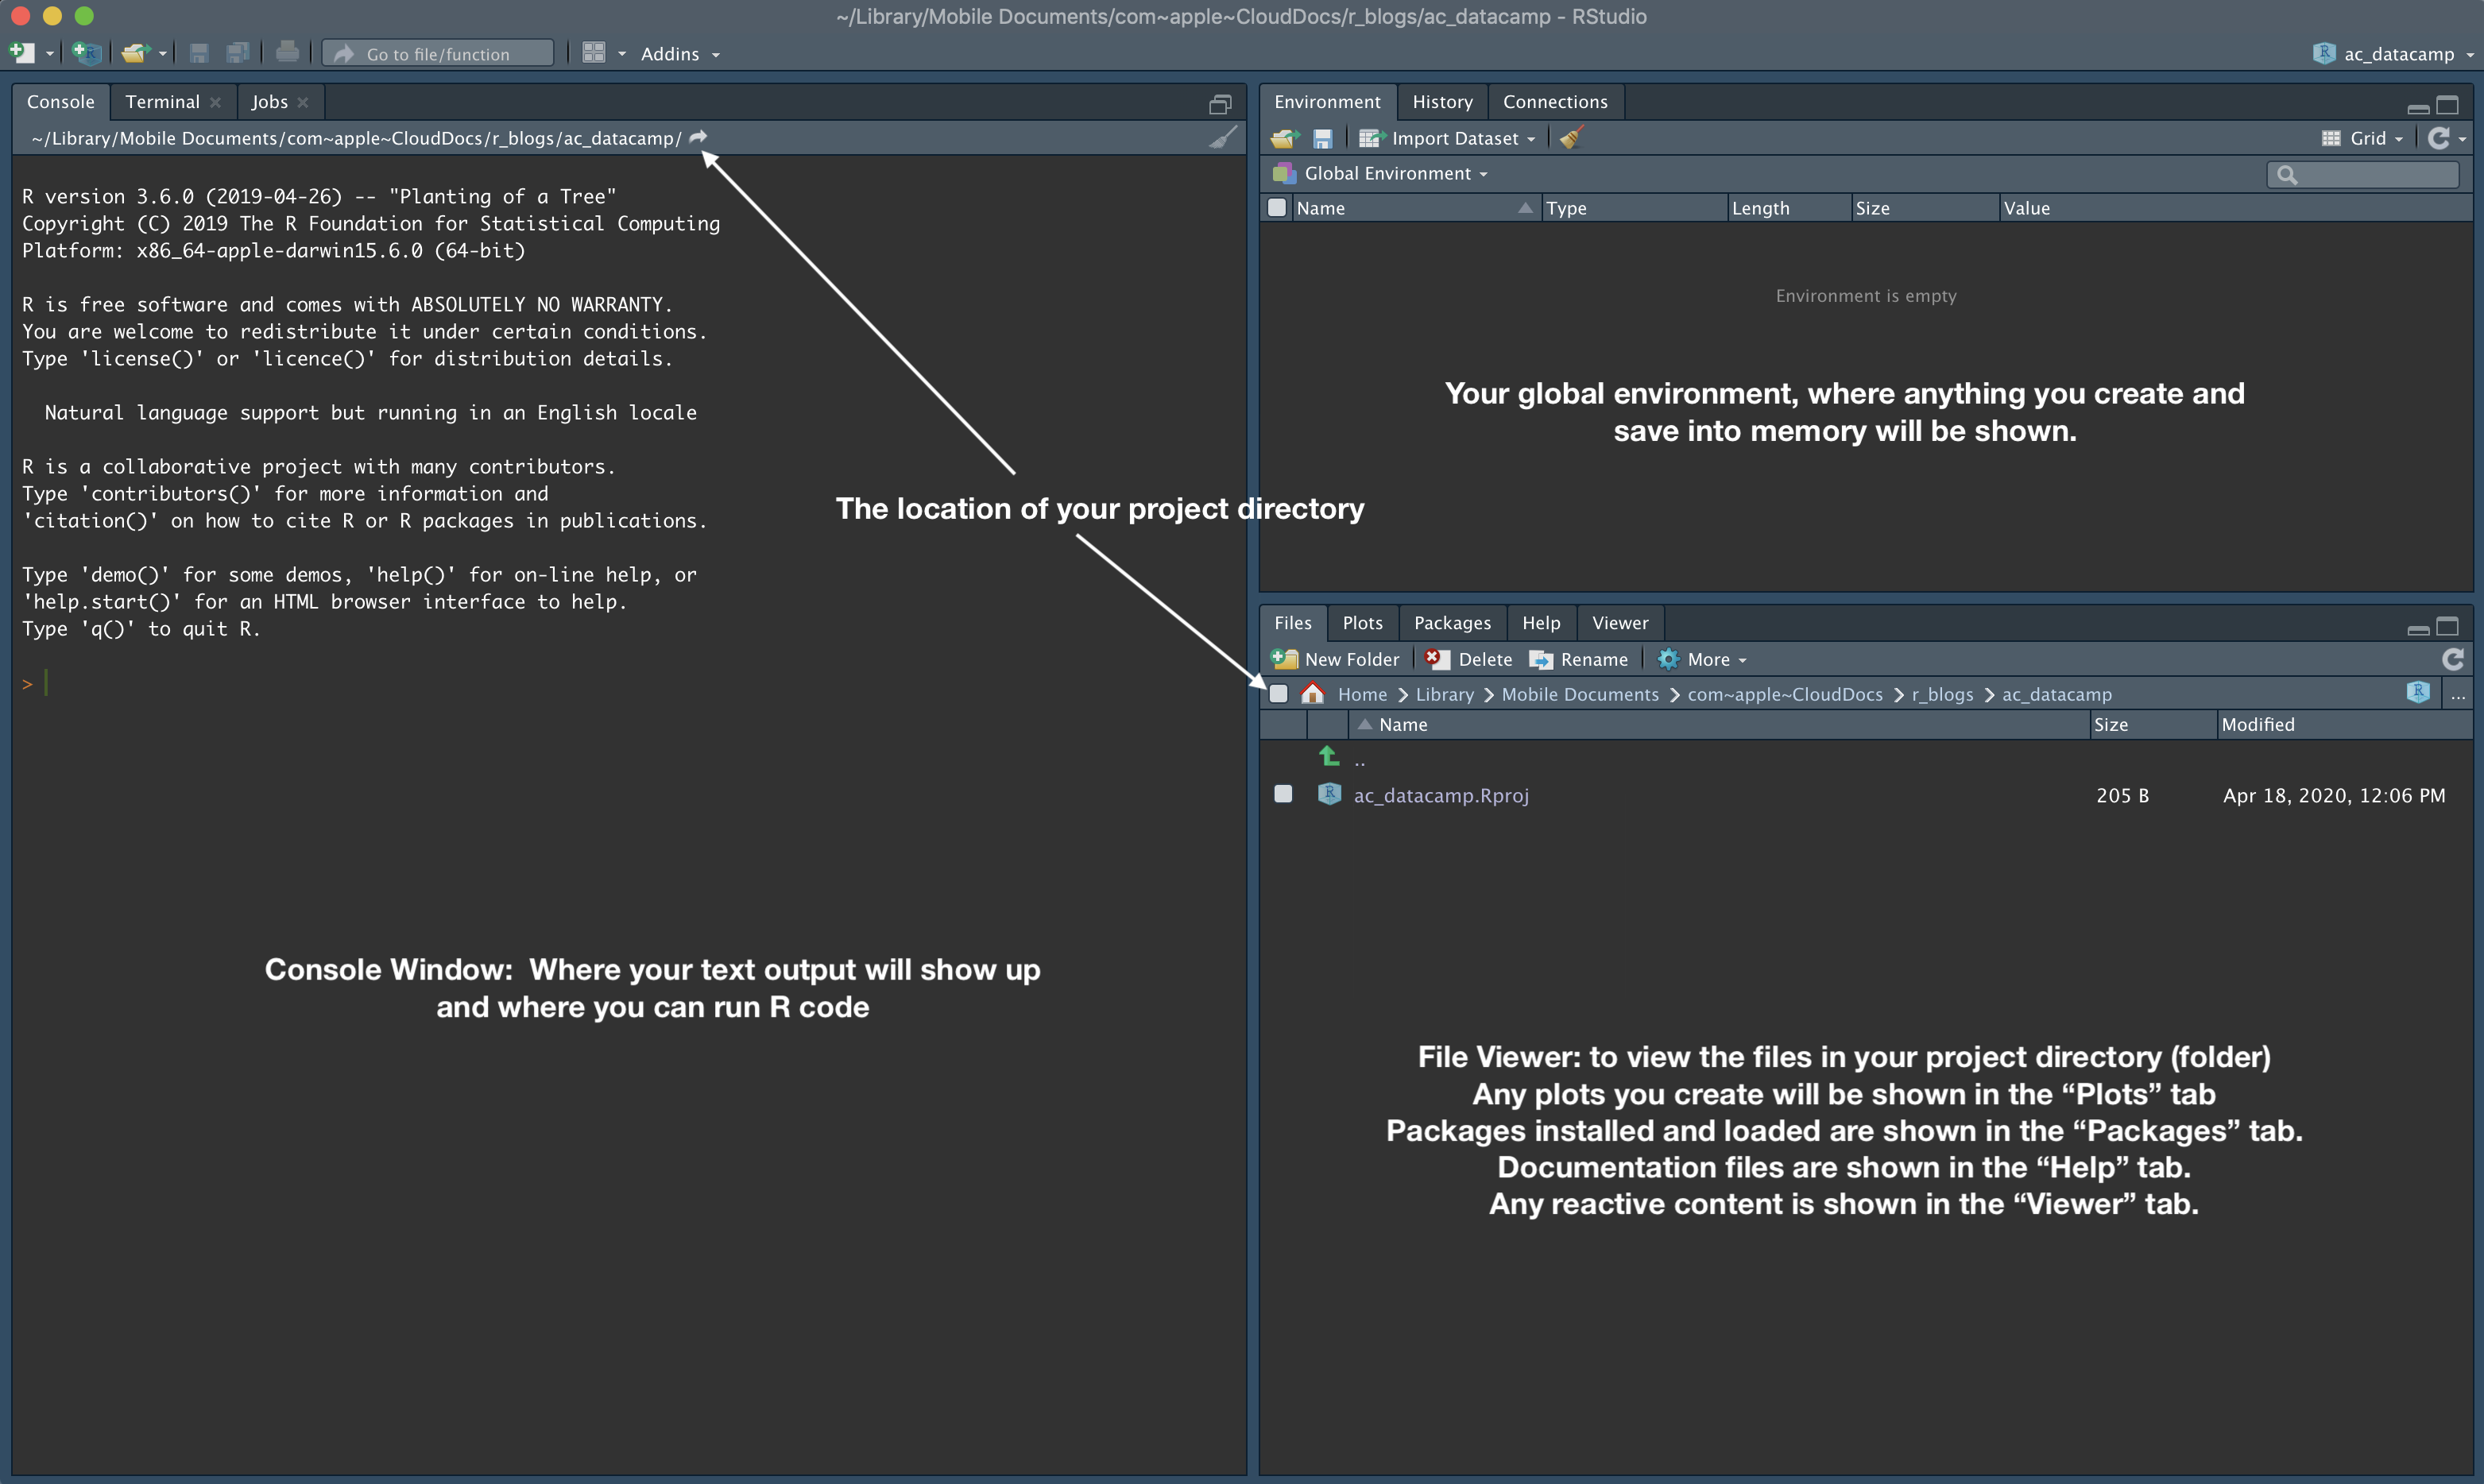 ~/Library/Mobile Documents/com~apple~CloudDocs/r_blogs/ac_datacamp - RStudio
Go to file/function
Addins
ac_datacamp
Console
Terminal
Jobs
~/Library/Mobile Documents/com~apple~CloudDocs/r_blogs/ac_datacamp/
R version 3.6.0 (2019-04-26) -- "Planting of a Tree"
Copyright (C) 2019 The R Foundation for Statistical Computing
Platform: x86_64-apple-darwin15.6.0 (64-bit)
R is free software and comes with ABSOLUTELY NO WARRANTY.
You are welcome to redistribute it under certain conditions.
Type 'license()' or 'licence()' for distribution details.
Natural language support but running in an English locale
R is a collaborative project with many contributors.
Type 'contributors()' for more information and
'citation()' on how to cite R or R packages in publications.
Type 'demo()' for some demos, 'help()' for on-line help, or
'help.start()' for an HTML browser interface to help.
Type 'q()' to quit R.
>
Console Window:  Where your text output will show up
and where you can run R code
The location of your project directory
Environment
History
Connections
Import Dataset
Grid
Global Environment
Name
Type
Length
Size
Value
Environment is empty
Your global environment, where anything you create and
save into memory will be shown.
Files
Plots
Packages
Help
Viewer
New Folder
Delete
Rename
More
Home > Library > Mobile Documents > com~apple~CloudDocs > r_blogs > ac_datacamp
...
Name
Size
Modified
..
ac_datacamp.Rproj
205 B
Apr 18, 2020, 12:06 PM
File Viewer: to view the files in your project directory (folder)
Any plots you create will be shown in the “Plots” tab
Packages installed and loaded are shown in the “Packages” tab.
Documentation files are shown in the “Help” tab.
Any reactive content is shown in the “Viewer” tab.